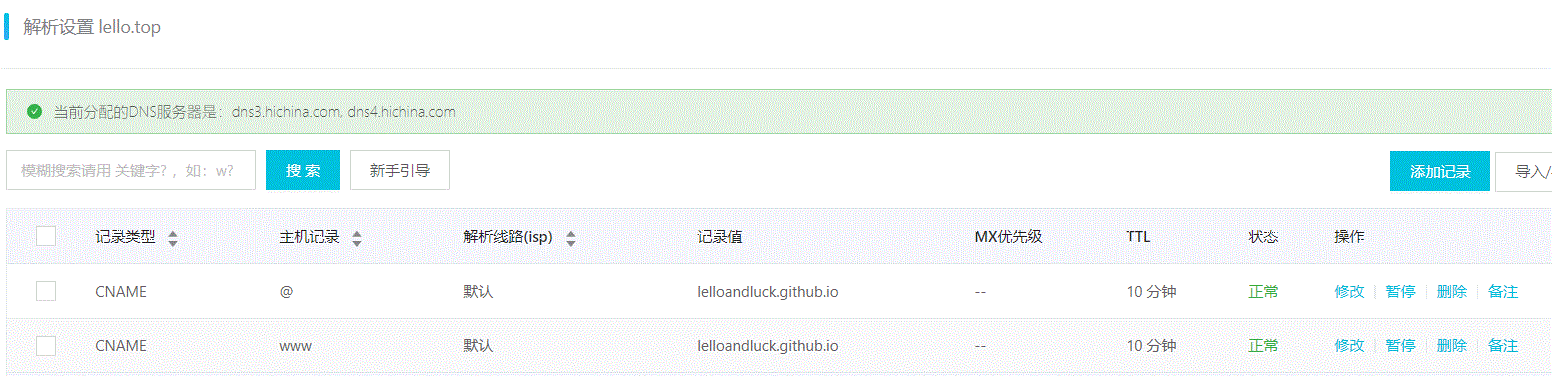 解析设置 lello.top
当前分配的DNS服务器是：dns3.hichina.com, dns4.hichina.com
模糊搜索请用 关键字?，如：w? 搜 索 新手引导 添加记录 导入/
记录类型 主机记录 解析线路(isp) 记录值 MX优先级 TTL 状态 操作
CNAME @ 默认 lelloandluck.github.io -- 10 分钟 正常 修改 暂停 删除 备注
CNAME www 默认 lelloandluck.github.io -- 10 分钟 正常 修改 暂停 删除 备注